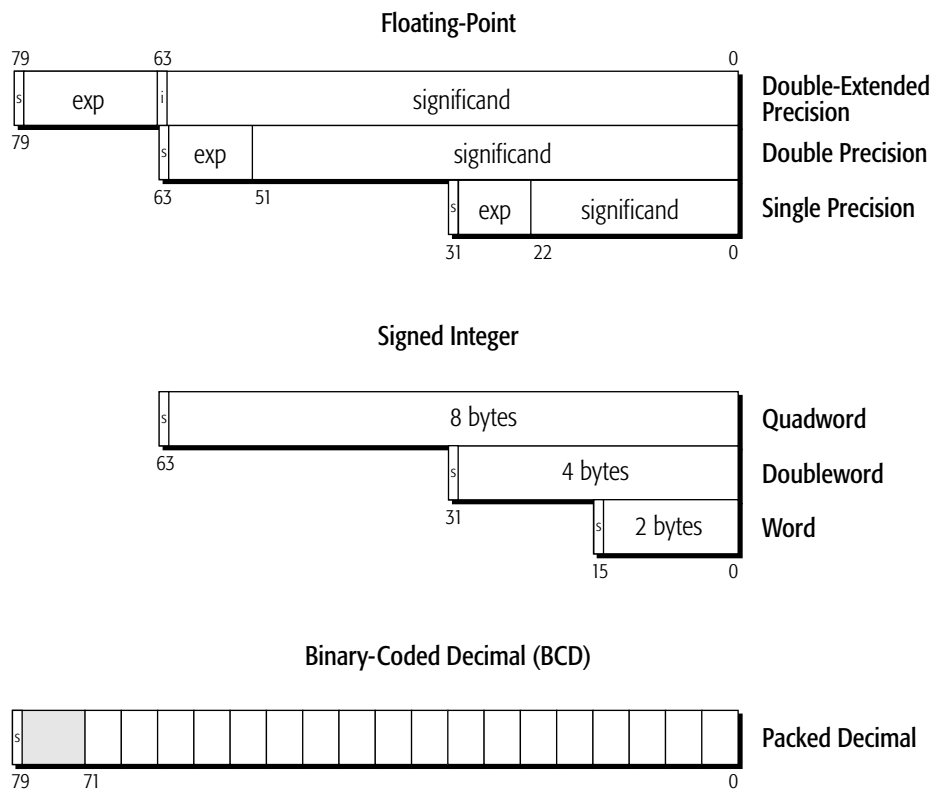 Floating-Point
79 63 0
s exp i significand Double-Extended
Precision
79 s exp significand Double Precision
63 51
s exp significand Single Precision
31 22 0
Signed Integer
s 8 bytes Quadword
63
s 4 bytes Doubleword
31
s 2 bytes Word
15 0
Binary-Coded Decimal (BCD)
s Packed Decimal
79 71 0